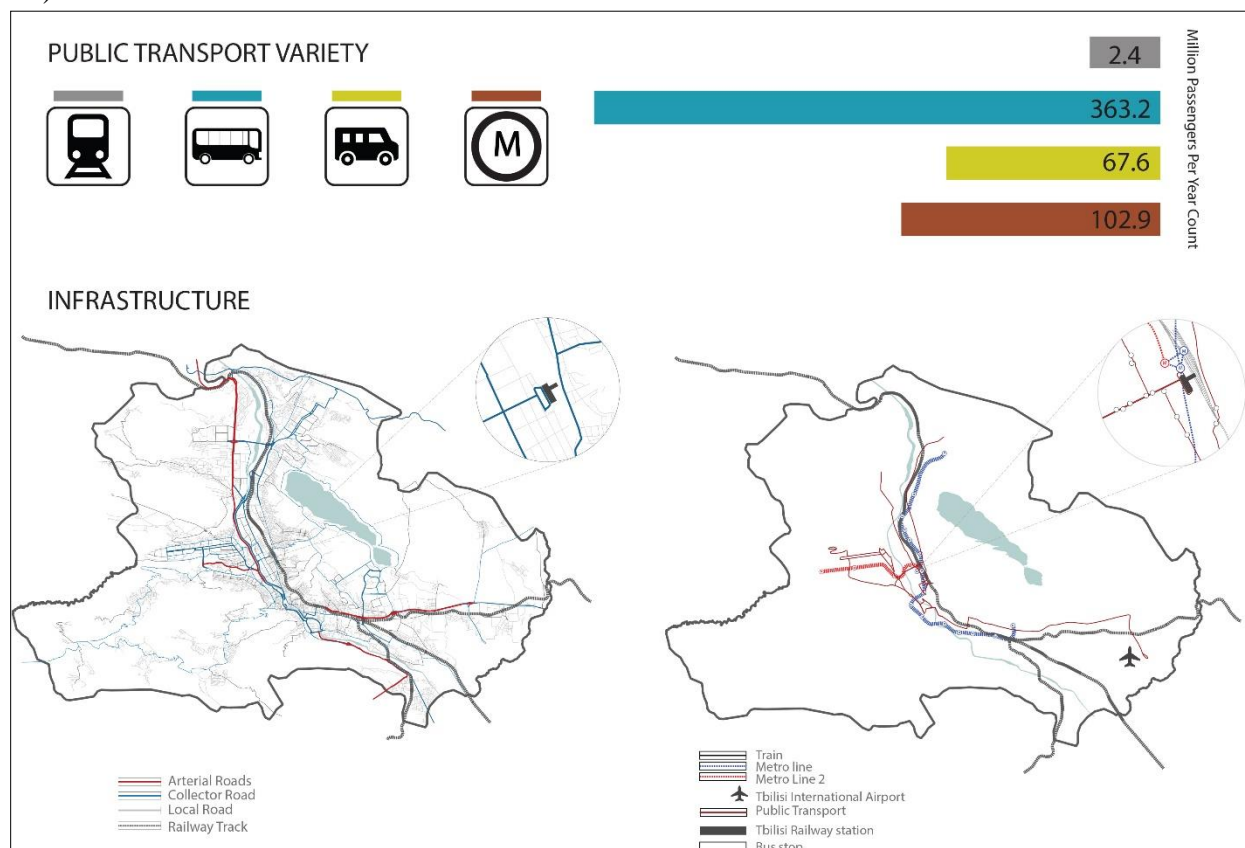 PUBLIC TRANSPORT VARIETY
M
2.4
363.2
67.6
102.9
Million Passengers Per Year Count
INFRASTRUCTURE
Arterial Roads
Collector Road
Local Road
Railway Track
Train
Metro line
Metro Line 2
Tbilisi International Airport
Public Transport
Tbilisi Railway station
Bus stop